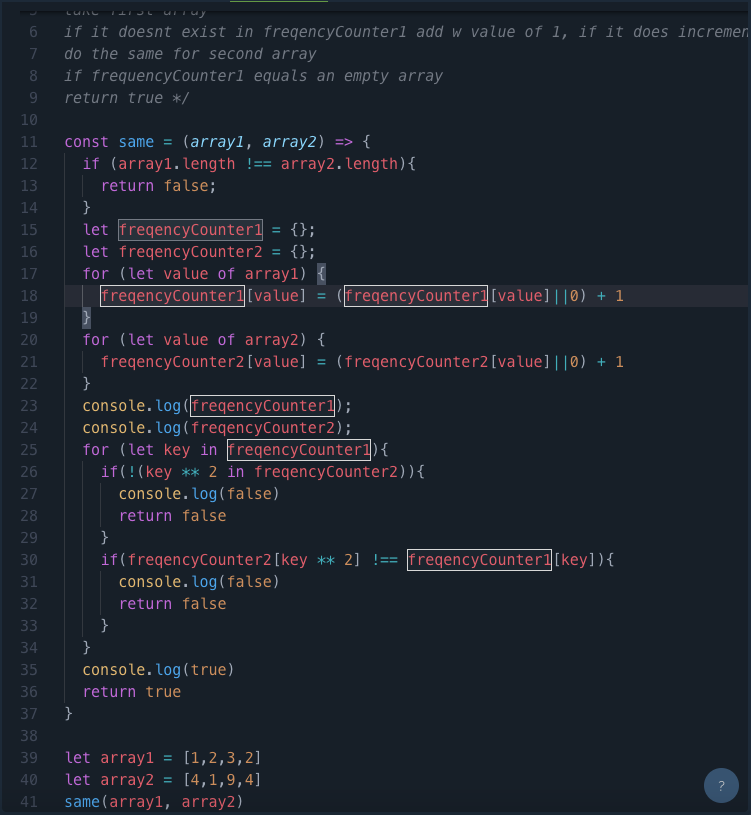 5 take first array
6 if it doesnt exist in freqencyCounter1 add w value of 1, if it does incremen
7 do the same for second array
8 if frequencyCounter1 equals an empty array
9 return true */
10
11 const same = (array1, array2) => {
12 if (array1.length !== array2.length){
13 return false;
14 }
15 let freqencyCounter1 = {};
16 let freqencyCounter2 = {};
17 for (let value of array1) {
18 freqencyCounter1[value] = (freqencyCounter1[value]||0) + 1
19 }
20 for (let value of array2) {
21 freqencyCounter2[value] = (freqencyCounter2[value]||0) + 1
22 }
23 console.log(freqencyCounter1);
24 console.log(freqencyCounter2);
25 for (let key in freqencyCounter1){
26 if(!(key ** 2 in freqencyCounter2)){
27 console.log(false)
28 return false
29 }
30 if(freqencyCounter2[key ** 2] !== freqencyCounter1[key]){
31 console.log(false)
32 return false
33 }
34 }
35 console.log(true)
36 return true
37 }
38
39 let array1 = [1,2,3,2]
40 let array2 = [4,1,9,4]
41 same(array1, array2)
?